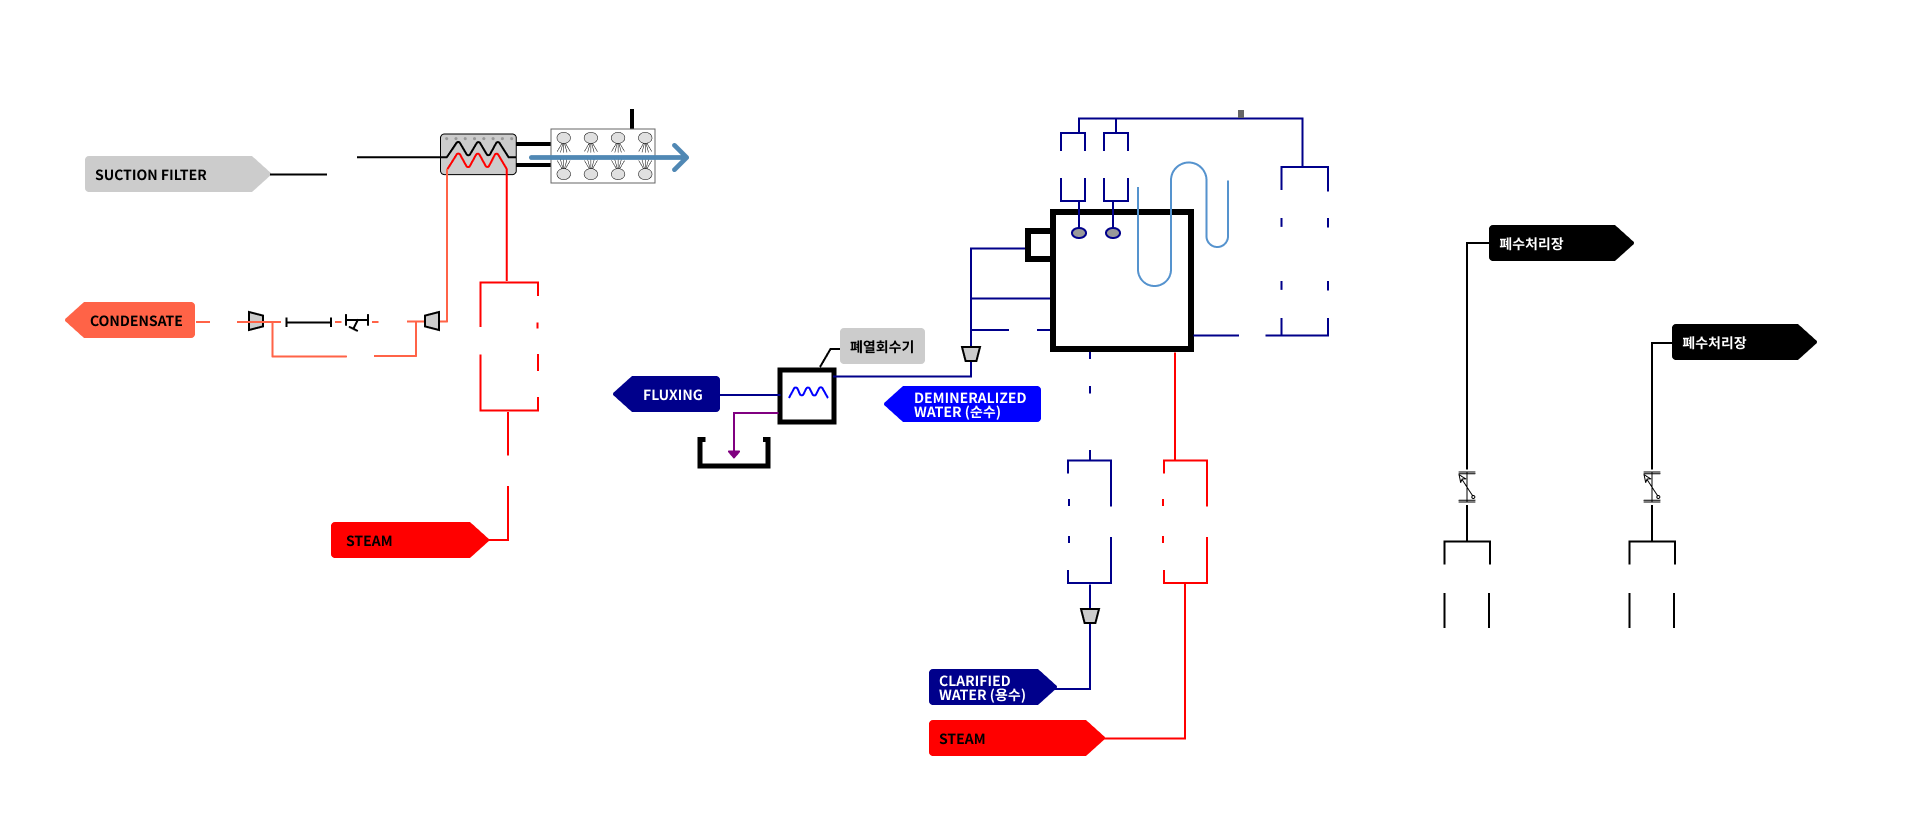 SUCTION FILTER
CONDENSATE
STEAM
폐열회수기
FLUXING
DEMINERALIZED
WATER (순수)
CLARIFIED
WATER (용수)
STEAM
폐수처리장
폐수처리장